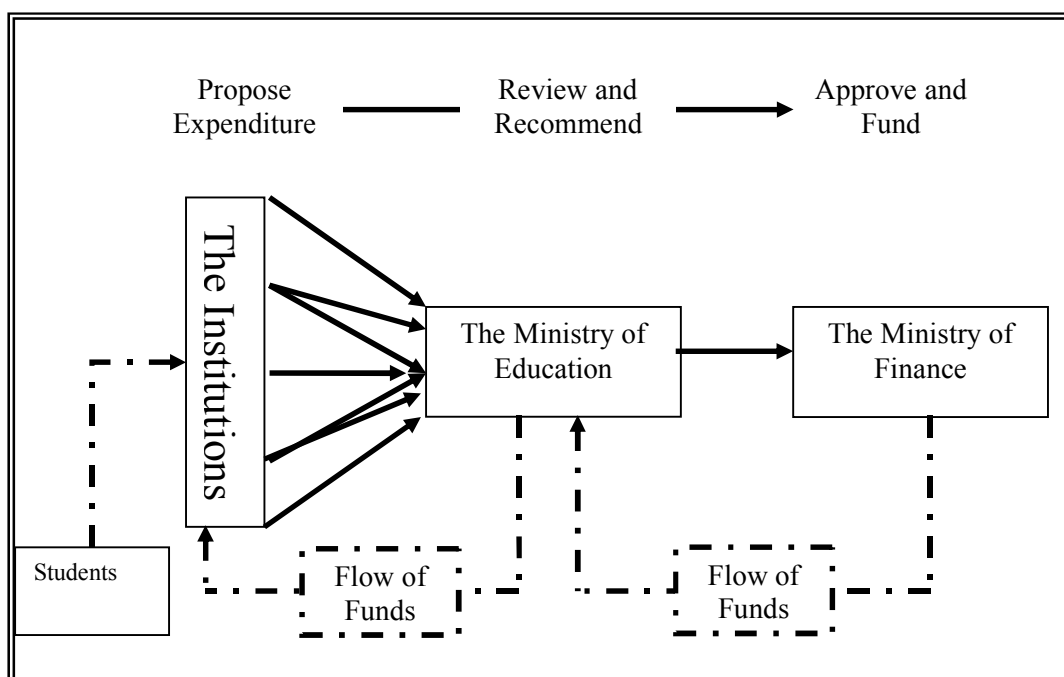 Propose
Expenditure
Review and
Recommend
Approve and
Fund
The Institutions
The Ministry of
Education
The Ministry of
Finance
Students
Flow of
Funds
Flow of
Funds